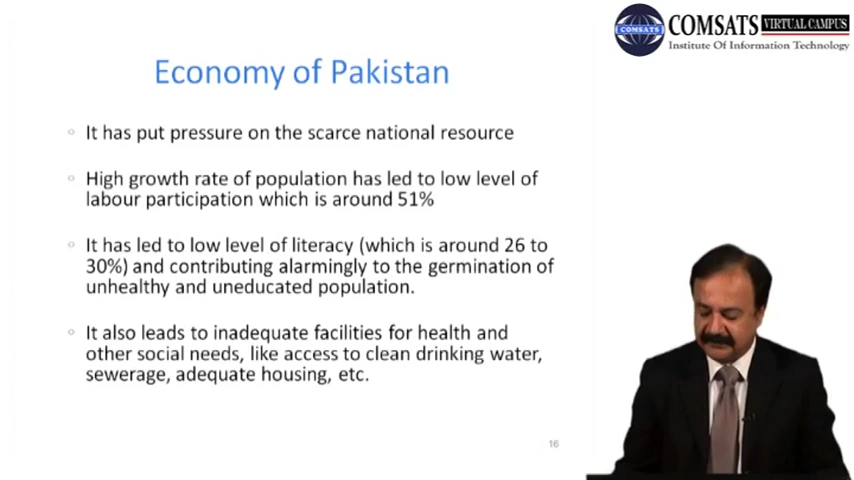 COMSATS VIRTUAL CAMPUS
COMSATS
Institute Of Information Technology
Economy of Pakistan
It has put pressure on the scarce national resource
High growth rate of population has led to low level of
labour participation which is around 51%
It has led to low level of literacy (which is around 26 to
30%) and contributing alarmingly to the germination of
unhealthy and uneducated population.
It also leads to inadequate facilities for health and
other social needs, like access to clean drinking water,
sewerage, adequate housing, etc.
16